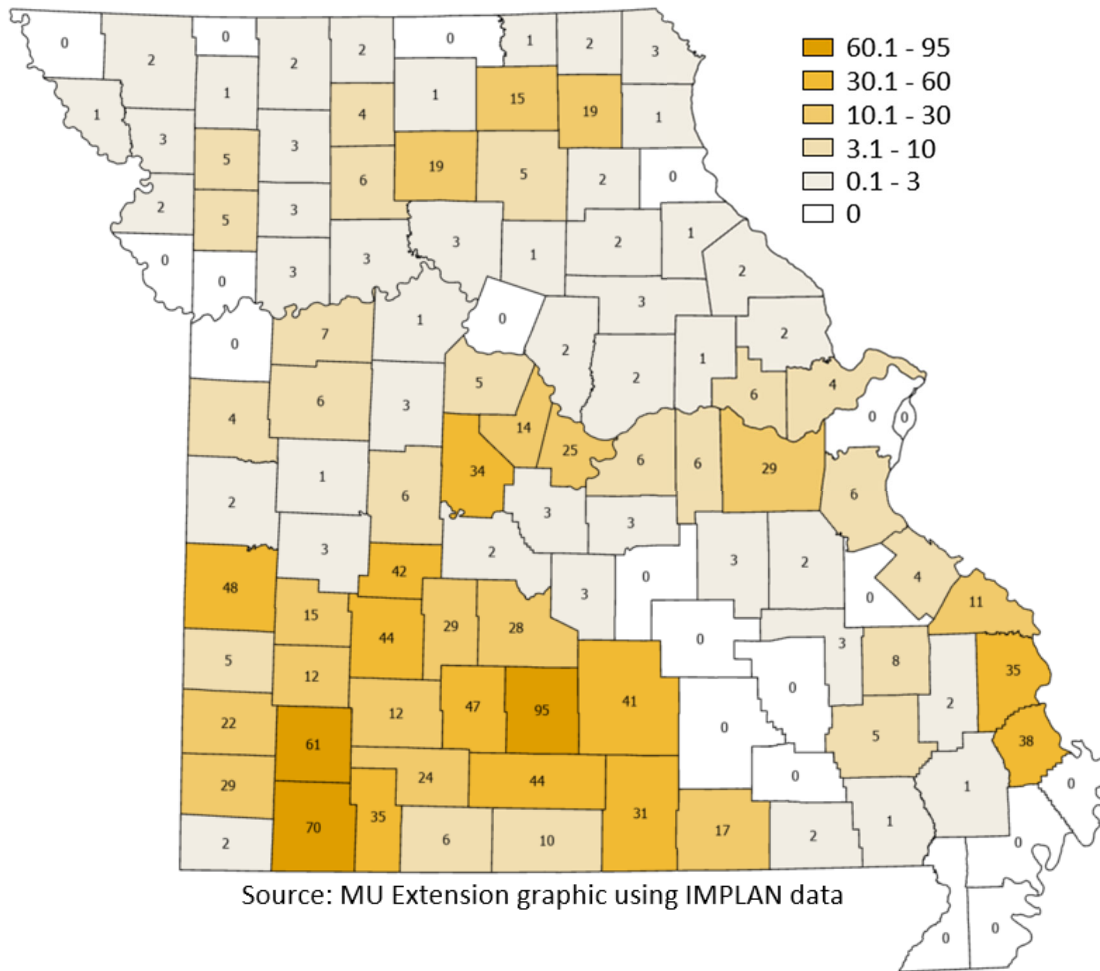 60.1 - 95
30.1 - 60
10.1 - 30
3.1 - 10
0.1 - 3
0
0 2 0 2 2 0 1 2 3
1 3 1 3 4 1 15 19 1
5 6 19 5 2 0
2 5 3 3 3 1 2 1 2
0 0 3 3
0 7 1 0 2 2 1 2
4 6 3 5 14 25 6 6 29 6 4 0 0
2 1 6 34 3 3 6
48 3 42 2 3 0 3 2 0 4 11
15 44 29 28 0 3 8 2 35
5 12 12 47 95 41 0 0 5 38
22 61 24 44 0 0 1 0
29 70 35 6 10 31 17 2 1 0
2
0 0
Source: MU Extension graphic using IMPLAN data